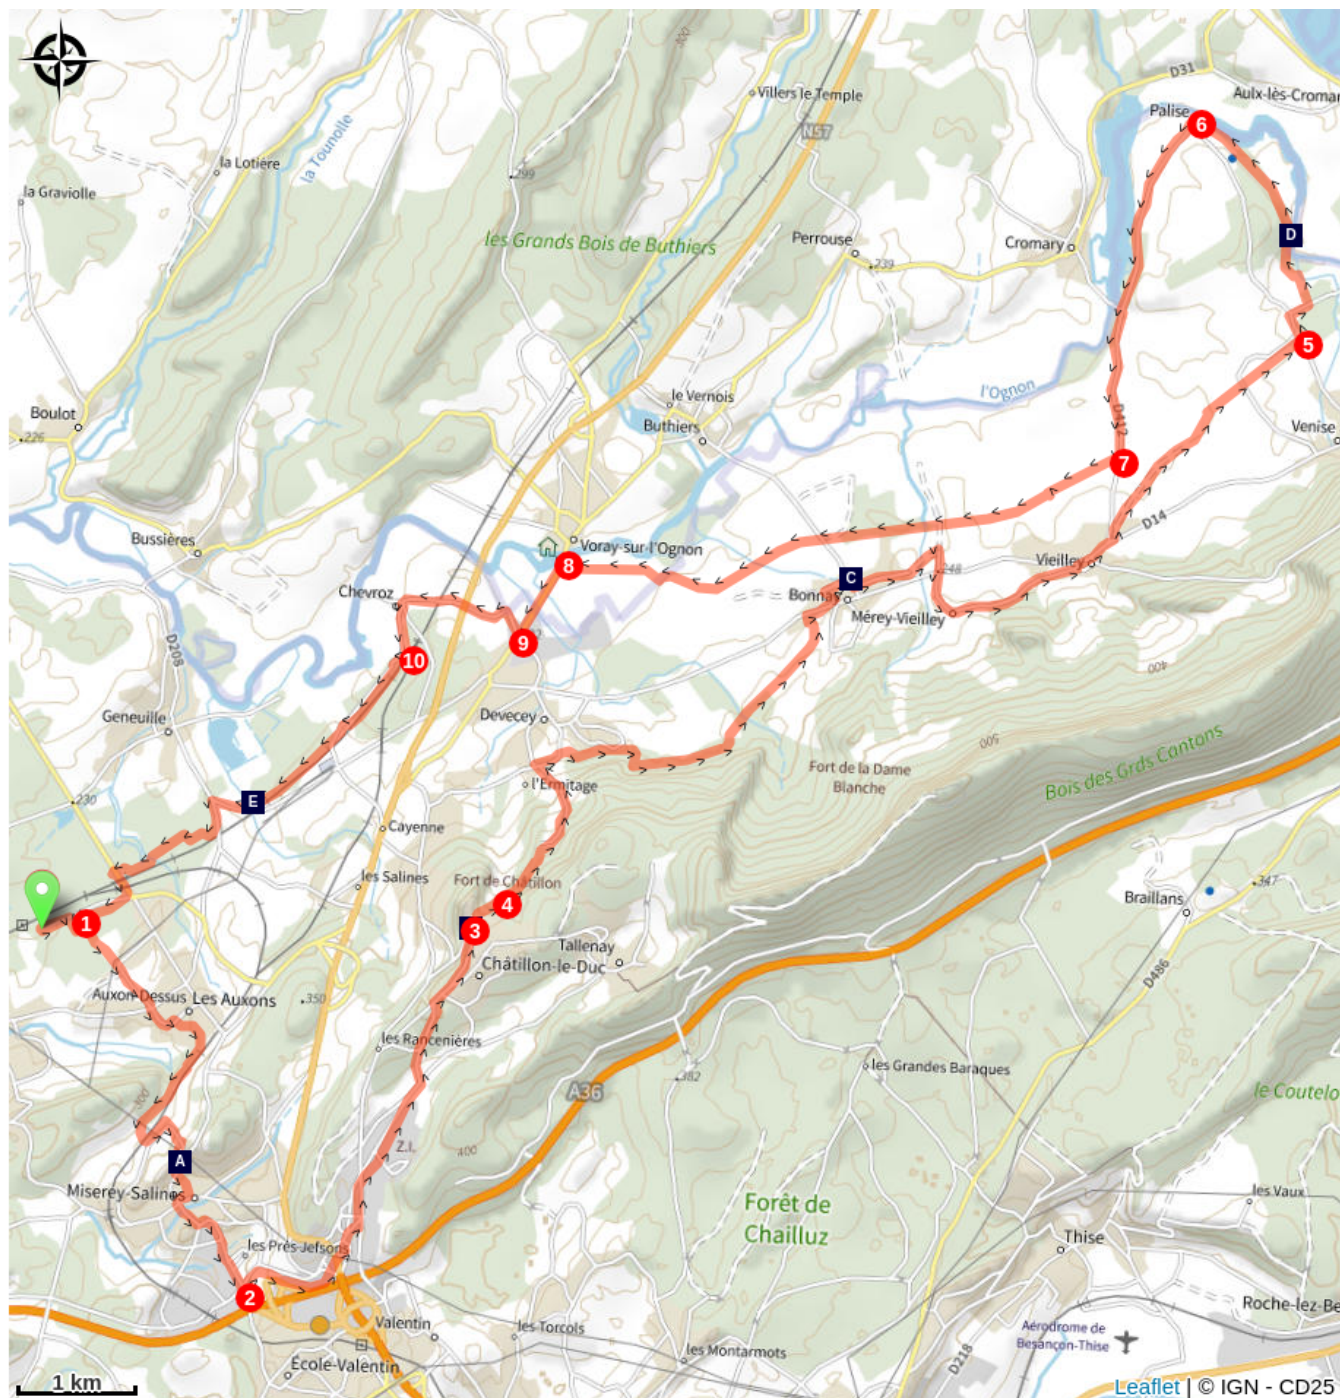 D31
Aulx-lès-Cromar
Palise
6
Villers le Temple
N57
300
la Tounolle
la Lotière
299
la Graviolle
les Grands Bois de Buthiers
Perrouse
239
Cromary
D
5
l'Ognon
le Vernois
Buthiers
Boulot
226
D412
Venise
7
D14
Bussières
Voray-sur-l'Ognon
8
Vieilley
248
C
Bonnay
Mérey-Vieilley
Chevroz
9
10
D208
400
Geneuille
Devecey
500
Bois des Grds Cantons
Fort de la Dame
Blanche
l'Ermitage
230
E
Cayenne
les Salines
Fort de Châtillon
4
347
Braillans
1
3
Tallenay
Châtillon-le-Duc
D486
Auxon-Dessus
Les Auxons
350
les Rancenières
les Grandes Baraques
382
A36
le Coutelo
300
Z.I.
400
A
Miserey-Salines
Forêt de
Chailluz
les Vaux
Thise
les Prés-Jefsons
2
Roche-lez-Be
Valentin
les Torcols
Aérodrome de
Besançon-Thise
les Montarmots
D218
École-Valentin
1 km
Leaflet | © IGN - CD25